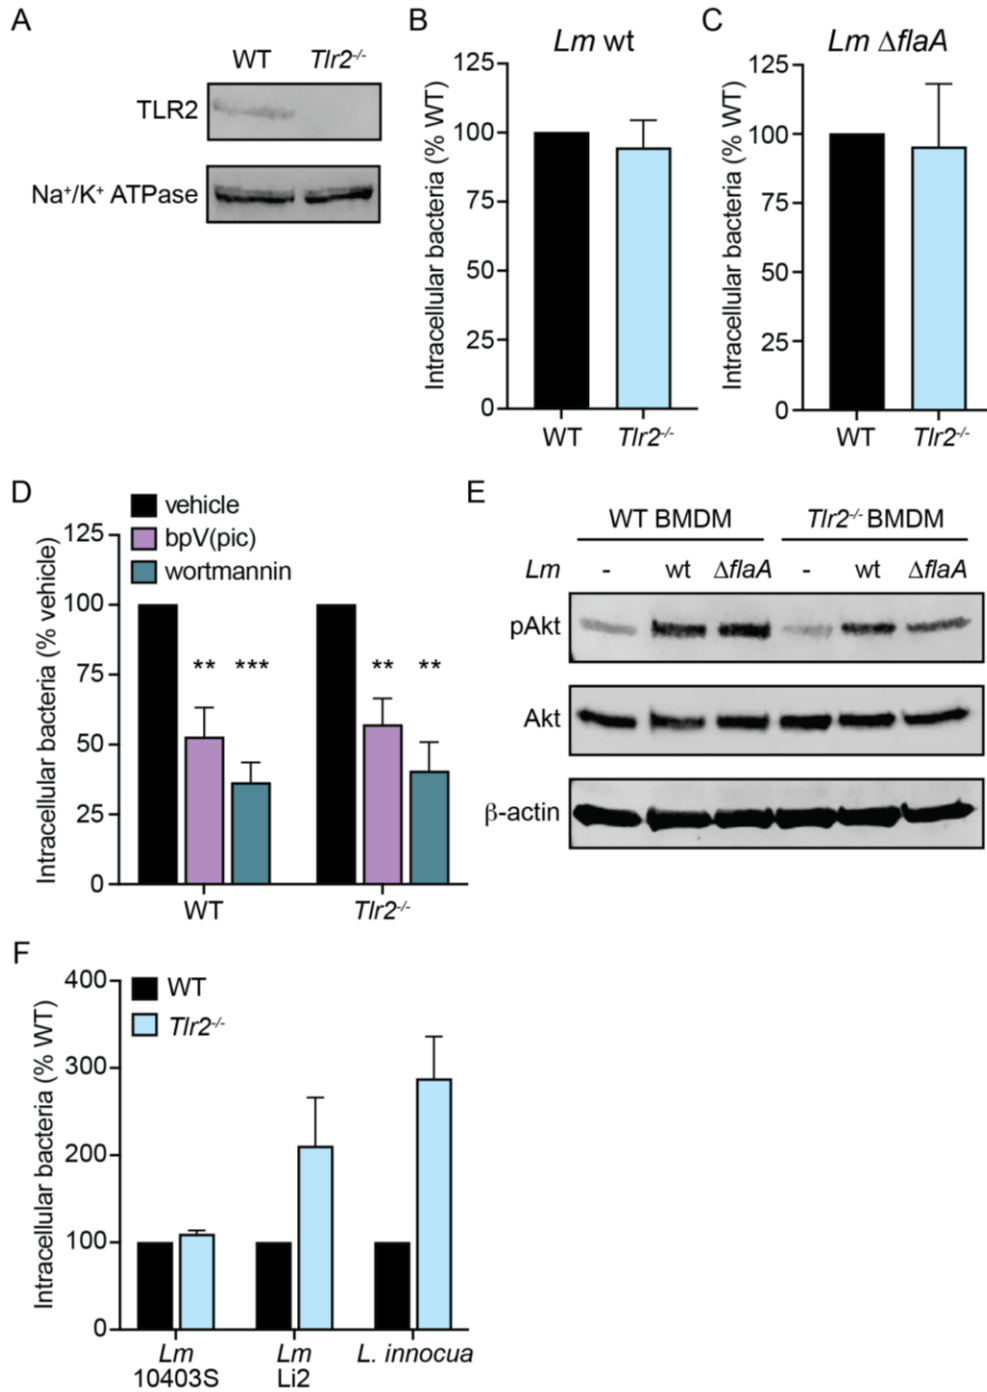 A
WT Tlr2-/-
TLR2
Na+/K+ ATPase
B
Lm wt
Intracellular bacteria (% WT)
125
100
75
50
25
0
WT Tlr2-/-
C
Lm ΔflaA
Intracellular bacteria (% WT)
125
100
75
50
25
0
WT Tlr2-/-
D
vehicle
bpV(pic)
wortmannin
Intracellular bacteria (% vehicle)
125
100
75
50
25
0
** *** ** **
WT Tlr2-/-
E
WT BMDM Tlr2-/- BMDM
Lm - wt ΔflaA - wt ΔflaA
pAkt
Akt
β-actin
F
WT
Tlr2-/-
Intracellular bacteria (% WT)
400
300
200
100
0
Lm Lm L. innocua
10403S Li2